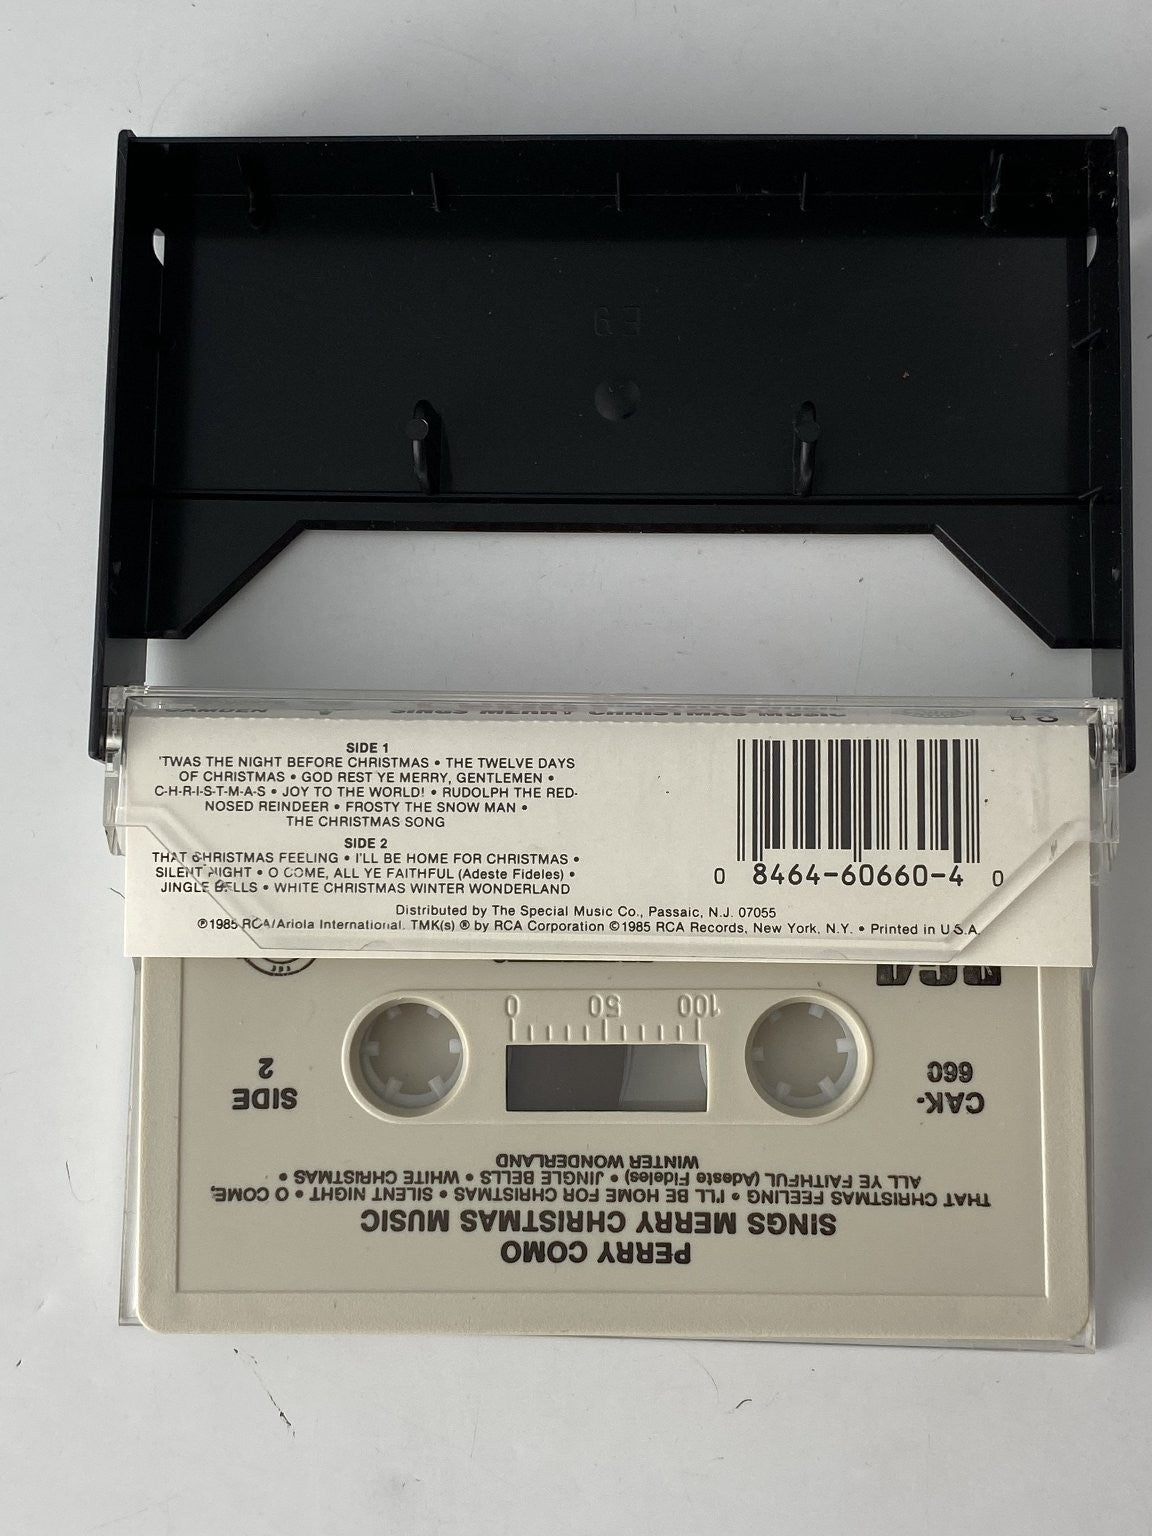 CAMDEN SINGS MERRY CHRISTMAS MUSIC
SIDE 1
'TWAS THE NIGHT BEFORE CHRISTMAS • THE TWELVE DAYS
OF CHRISTMAS • GOD REST YE MERRY, GENTLEMEN •
C-H-R-I-S-T-M-A-S • JOY TO THE WORLD! • RUDOLPH THE RED-
NOSED REINDEER • FROSTY THE SNOW MAN •
THE CHRISTMAS SONG
SIDE 2
THAT CHRISTMAS FEELING • I'LL BE HOME FOR CHRISTMAS •
SILENT NIGHT • O COME, ALL YE FAITHFUL (Adeste Fideles) •
JINGLE BELLS • WHITE CHRISTMAS WINTER WONDERLAND
0 8464-60660-4 0
Distributed by The Special Music Co., Passaic, N.J. 07055
℗1985 RCA/Ariola International. TMK(s) ® by RCA Corporation ©1985 RCA Records, New York, N.Y. • Printed in U.S.A.
PERRY COMO
SINGS MERRY CHRISTMAS MUSIC
THAT CHRISTMAS FEELING • I'LL BE HOME FOR CHRISTMAS • SILENT NIGHT • O COME,
ALL YE FAITHFUL (Adeste Fideles) • JINGLE BELLS • WHITE CHRISTMAS •
WINTER WONDERLAND
CAK-
660
SIDE
2
100 50 0
RCA